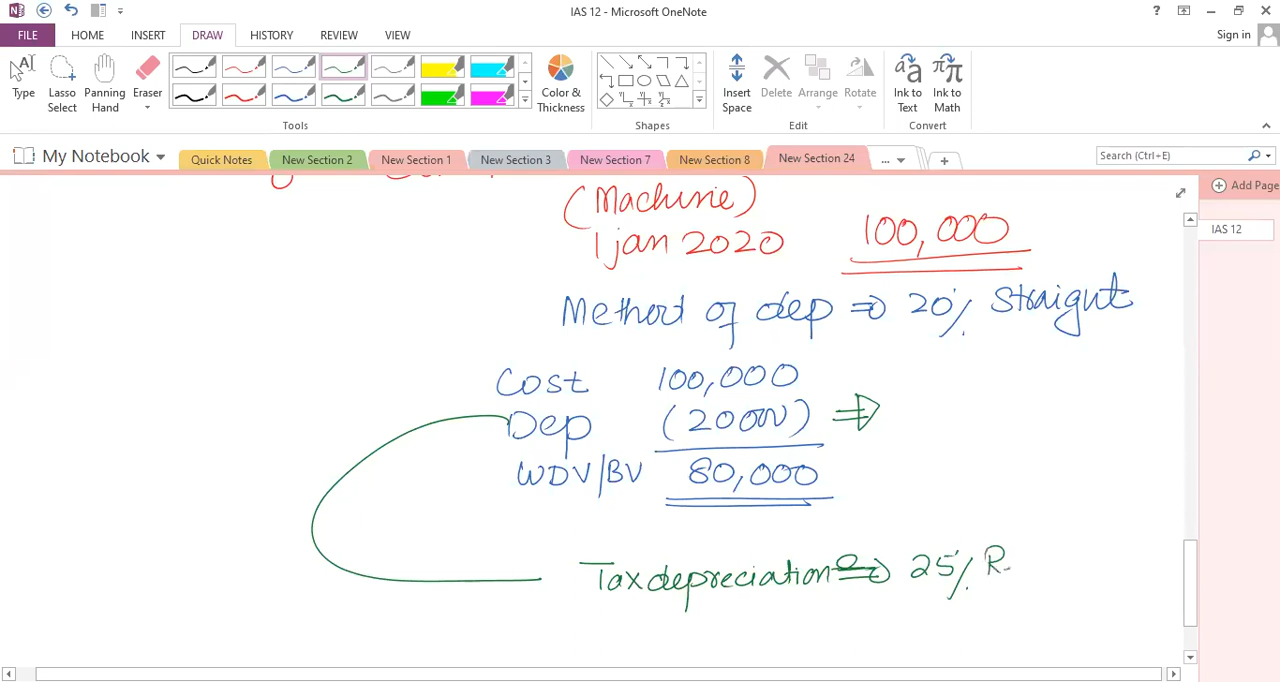 IAS 12 - Microsoft OneNote
? 
Sign in
FILE HOME INSERT DRAW HISTORY REVIEW VIEW
Type
Lasso Select
Panning Hand
Eraser
Color & Thickness
Insert Space
Delete
Arrange
Rotate
Ink to Text
Ink to Math
Tools
Shapes
Edit
Convert
My Notebook
Quick Notes
New Section 2
New Section 1
New Section 3
New Section 7
New Section 8
New Section 24
...
Search (Ctrl+E)
Add Page
IAS 12
(Machine)
1 jan 2020 100,000
Method of dep ⇒ 20% Straight
Cost 100,000
Dep (20000) ⇒
WDV/BV 80,000
Tax depreciation ⇒ 25% R